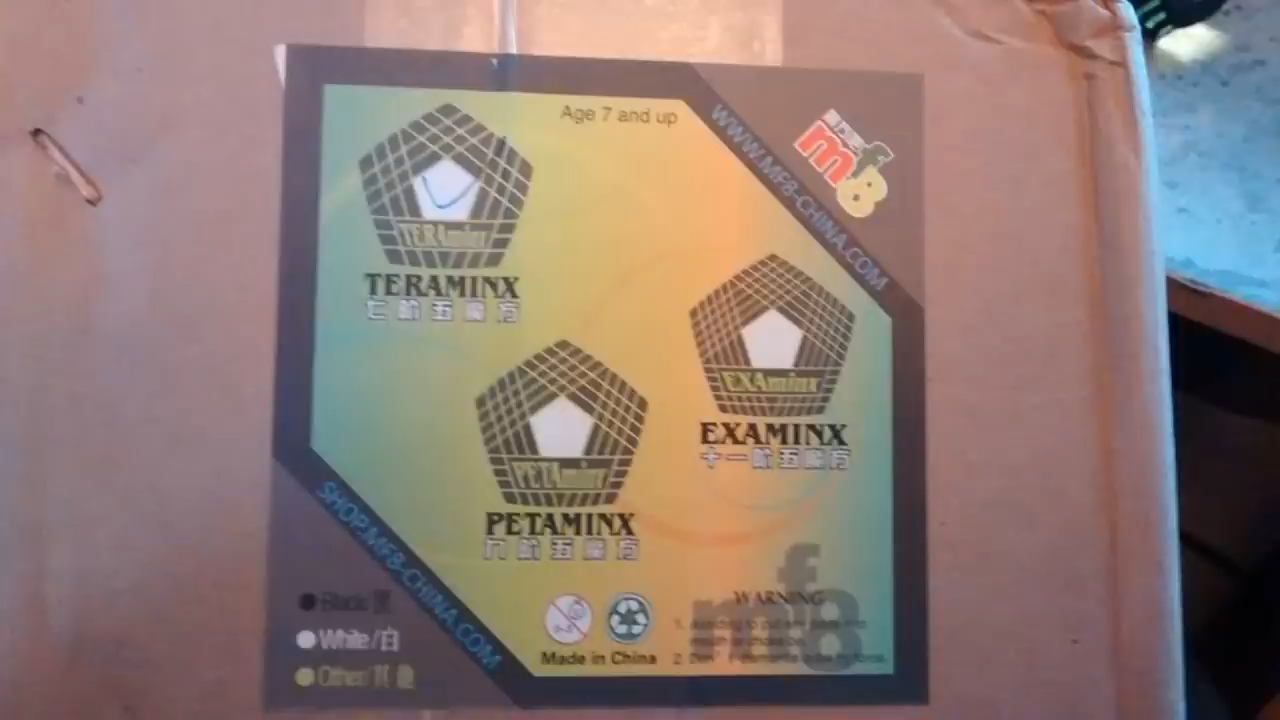 Age 7 and up
WWW.MF8-CHINA.COM
mf8
TERAminx
TERAMINX
七阶五魔方
EXAminx
EXAMINX
十一阶五魔方
PETAminx
PETAMINX
九阶五魔方
SHOP.MF8-CHINA.COM
Black/黑
White/白
Other/其他
Made in China
mf8
WARNING
1.
2.